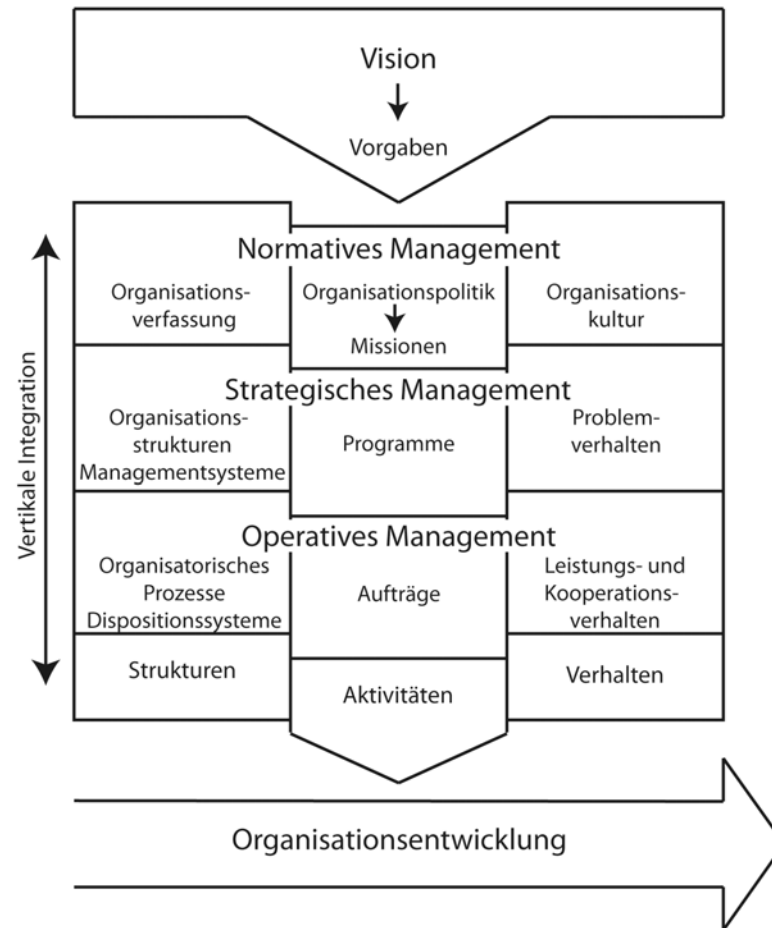 Vision
Vorgaben
Vertikale Integration
Normatives Management
Organisations-
verfassung
Organisationspolitik
Missionen
Organisations-
kultur
Strategisches Management
Organisations-
strukturen
Managementsysteme
Programme
Problem-
verhalten
Operatives Management
Organisatorisches
Prozesse
Dispositionssysteme
Aufträge
Leistungs- und
Kooperations-
verhalten
Strukturen
Aktivitäten
Verhalten
Organisationsentwicklung